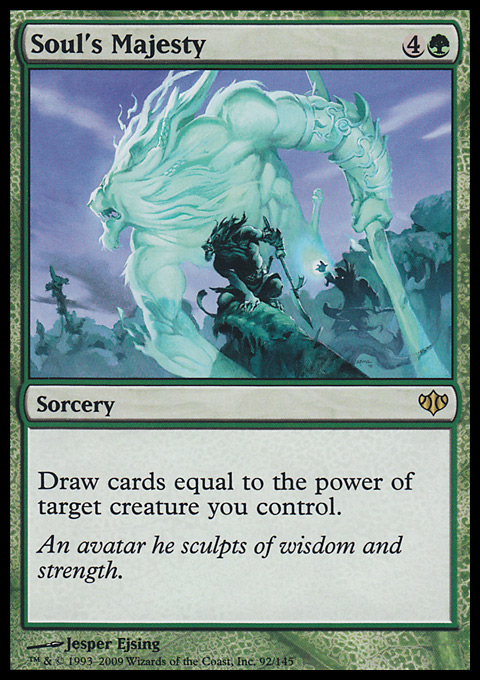 Soul's Majesty 4
Sorcery
Draw cards equal to the power of
target creature you control.
An avatar he sculpts of wisdom and
strength.
Jesper Ejsing
™ & © 1993–2009 Wizards of the Coast, Inc. 92/145